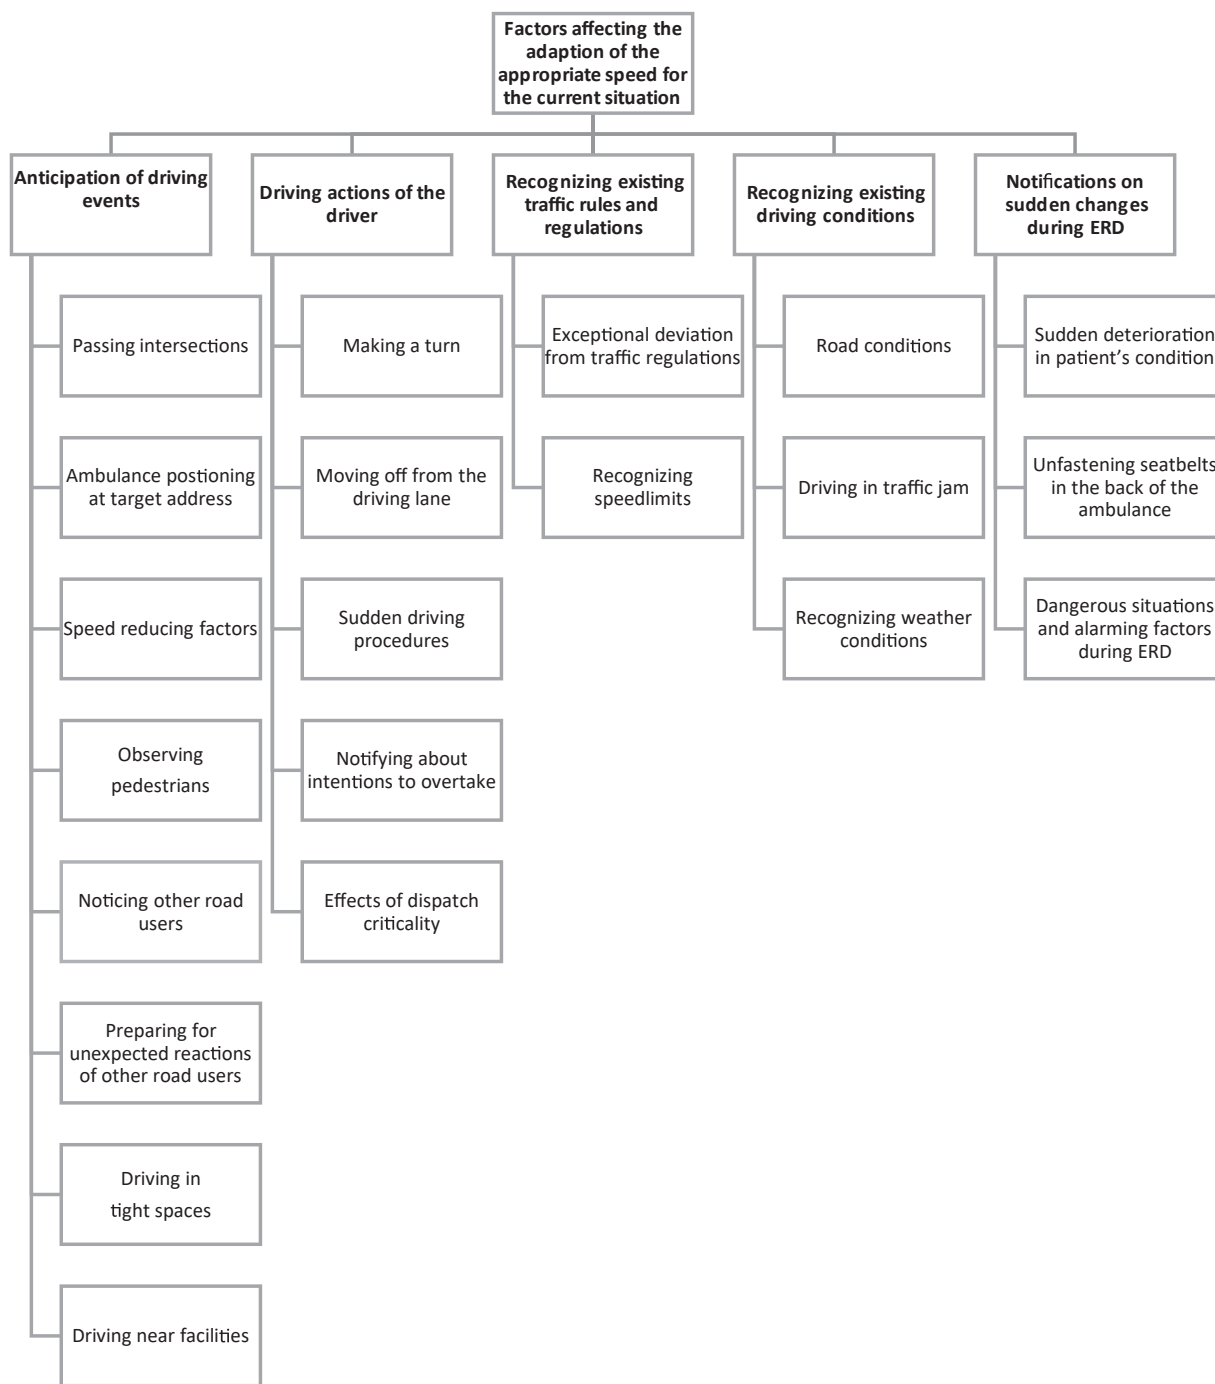 Factors affecting the
adaption of the
appropriate speed for
the current situation
Anticipation of driving
events
Driving actions of the
driver
Recognizing existing
traffic rules and
regulations
Recognizing existing
driving conditions
Notifications on
sudden changes
during ERD
Passing intersections
Ambulance postioning
at target address
Speed reducing factors
Observing
pedestrians
Noticing other road
users
Preparing for
unexpected reactions
of other road users
Driving in
tight spaces
Driving near facilities
Making a turn
Moving off from the
driving lane
Sudden driving
procedures
Notifying about
intentions to overtake
Effects of dispatch
criticality
Exceptional deviation
from traffic regulations
Recognizing
speedlimits
Road conditions
Driving in traffic jam
Recognizing weather
conditions
Sudden deterioration
in patient’s condition
Unfastening seatbelts
in the back of the
ambulance
Dangerous situations
and alarming factors
during ERD